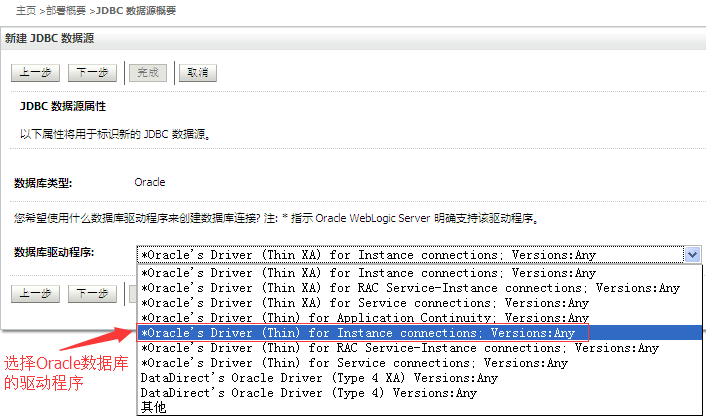 主页 >部署概要 >JDBC 数据源概要
新建 JDBC 数据源
上一步 下一步 完成 取消
JDBC 数据源属性
以下属性将用于标识新的 JDBC 数据源。
数据库类型: Oracle
您希望使用什么数据库驱动程序来创建数据库连接? 注: * 指示 Oracle WebLogic Server 明确支持该驱动程序。
数据库驱动程序: *Oracle's Driver (Thin XA) for Instance connections; Versions:Any
*Oracle's Driver (Thin XA) for Instance connections; Versions:Any
*Oracle's Driver (Thin XA) for RAC Service-Instance connections; Versions:Any
上一步 下一步
*Oracle's Driver (Thin XA) for Service connections; Versions:Any
*Oracle's Driver (Thin) for Application Continuity; Versions:Any
*Oracle's Driver (Thin) for Instance connections; Versions:Any
*Oracle's Driver (Thin) for RAC Service-Instance connections; Versions:Any
*Oracle's Driver (Thin) for Service connections; Versions:Any
DataDirect's Oracle Driver (Type 4 XA) Versions:Any
DataDirect's Oracle Driver (Type 4) Versions:Any
其他
选择Oracle数据库
的驱动程序